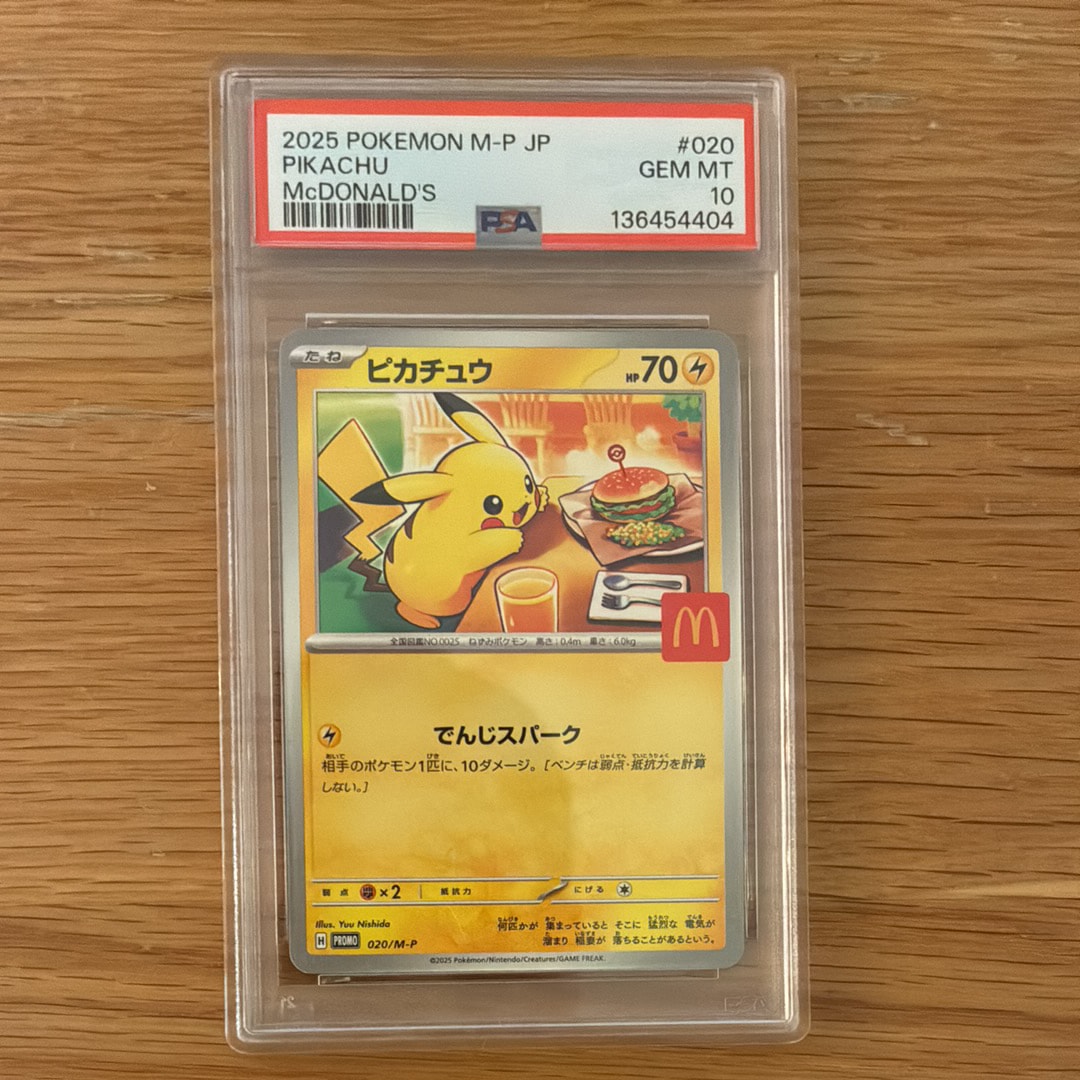 2025 POKEMON M-P JP #020
PIKACHU GEM MT
McDONALD'S 10
136454404
PSA
たね ピカチュウ HP70
全国図鑑NO.0025 ねずみポケモン 高さ:0.4m 重さ:6.0kg
でんじスパーク
相手のポケモン1匹に、10ダメージ。[ベンチは弱点・抵抗力を計算
しない。]
弱点 ×2 抵抗力 にげる
Illus. Yuu Nishida
何匹かが 集まっていると そこに 猛烈な 電気が
溜まり 稲妻が 落ちることがあるという。
H PROMO 020/M-P
©2025 Pokémon/Nintendo/Creatures/GAME FREAK.